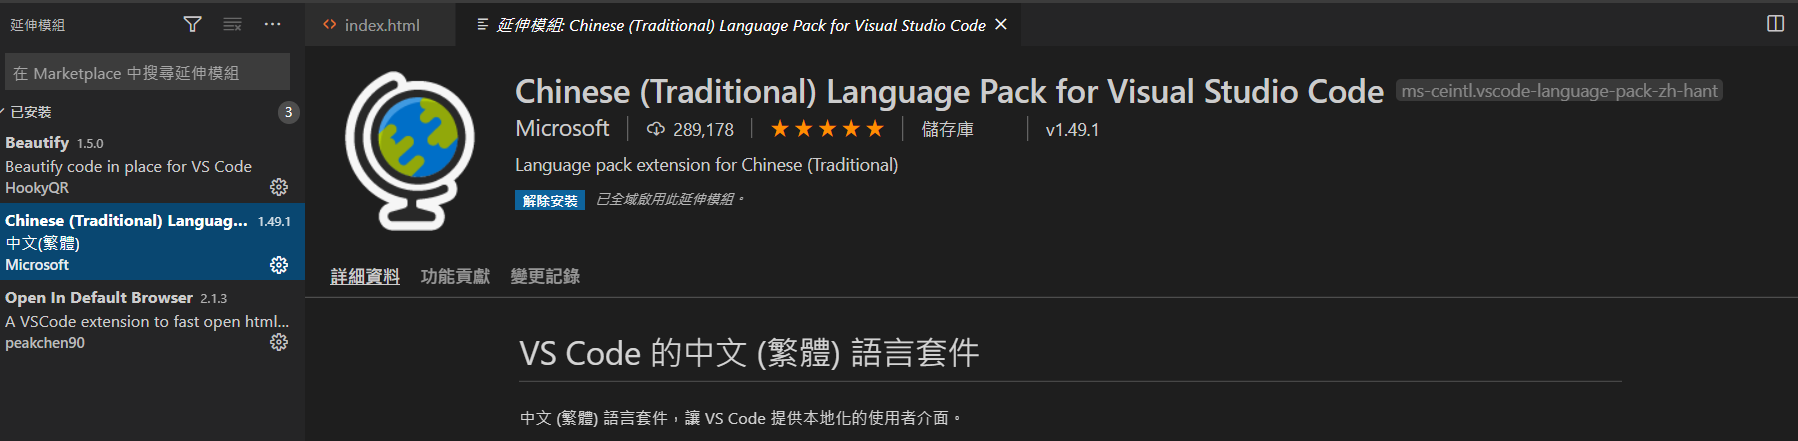 延伸模組
在 Marketplace 中搜尋延伸模組
已安裝
3
Beautify 1.5.0
Beautify code in place for VS Code
HookyQR
Chinese (Traditional) Languag... 1.49.1
中文(繁體)
Microsoft
Open In Default Browser 2.1.3
A VSCode extension to fast open html...
peakchen90
index.html
延伸模組: Chinese (Traditional) Language Pack for Visual Studio Code
Chinese (Traditional) Language Pack for Visual Studio Code ms-ceintl.vscode-language-pack-zh-hant
Microsoft 289,178 ★★★★★ 儲存庫 v1.49.1
Language pack extension for Chinese (Traditional)
解除安裝 已全域啟用此延伸模組。
詳細資料 功能貢獻 變更記錄
VS Code 的中文 (繁體) 語言套件
中文 (繁體) 語言套件，讓 VS Code 提供本地化的使用者介面。